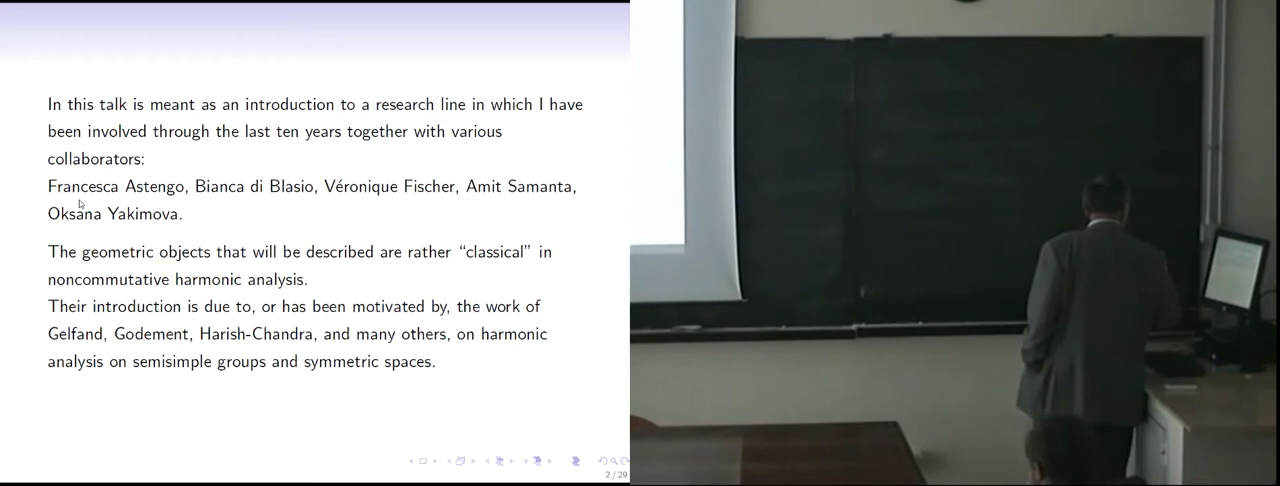 In this talk is meant as an introduction to a research line in which I have
been involved through the last ten years together with various
collaborators:
Francesca Astengo, Bianca di Blasio, Véronique Fischer, Amit Samanta,
Oksana Yakimova.
The geometric objects that will be described are rather “classical” in
noncommutative harmonic analysis.
Their introduction is due to, or has been motivated by, the work of
Gelfand, Godement, Harish-Chandra, and many others, on harmonic
analysis on semisimple groups and symmetric spaces.
2 / 29